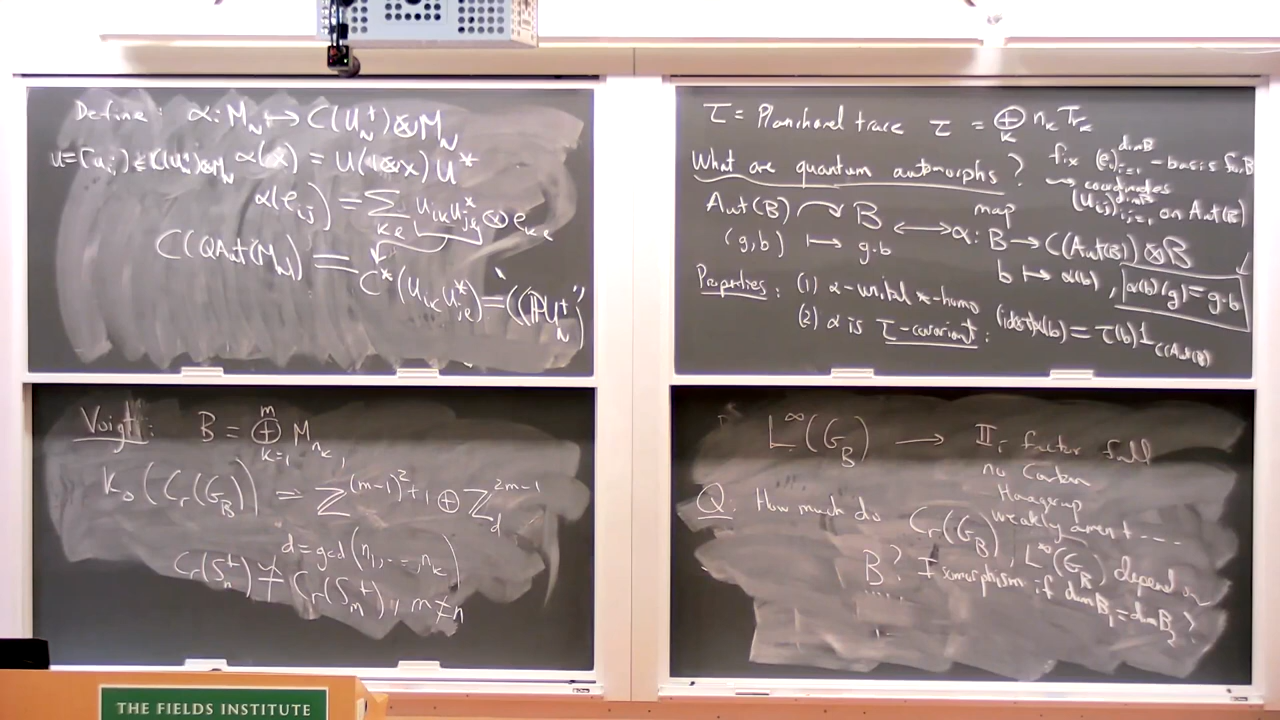 Define: α: M_N ↦ C(U_N^+) ⊗ M_N
u = [u_ij] ∈ C(U_N^+) ⊗ M_N   α(x) = U(1⊗x)U*
α(e_ij) = ∑_{kl} u_ik u_jl^* ⊗ e_kl
C(QAut(M_N)) = C*(u_ik u_jl^*) = C(PU_N^+)
τ = Plancharel trace   τ = ⊕_k n_k Tr_k
What are quantum automorphs?
fix (e_i)_{i=1}^{dim B} - basis for B
⇝ coordinates
(u_ij)_{i,j=1}^{dim B} on Aut(B)
Aut(B) ↷ B ⟷ map α: B → C(Aut(B)) ⊗ B
(g, b) ↦ g·b   b ↦ α(b), α(b)(g) = g·b
Properties: (1) α - unital *-homo
(2) α is τ-covariant: (id⊗τ)α(b) = τ(b)1_{C(Aut(B))}
Voigt: B = ⊕_{k=1}^m M_{n_k},
K_0(C_r(G_B)) = ℤ^{(m-1)^2+1} ⊕ ℤ_d^{2m-1}
d = gcd(n_1, ..., n_k)
C_r(S_n^+) ≠ C_r(S_m^+), m ≠ n
L^∞(G_B) → II_1 factor full
no Cartan
Haagerup
weakly ament ....
Q: How much do C_r(G_B), L^∞(G_B) depend on
B? Isomorphism if dim B_1 = dim B_2?
THE FIELDS INSTITUTE